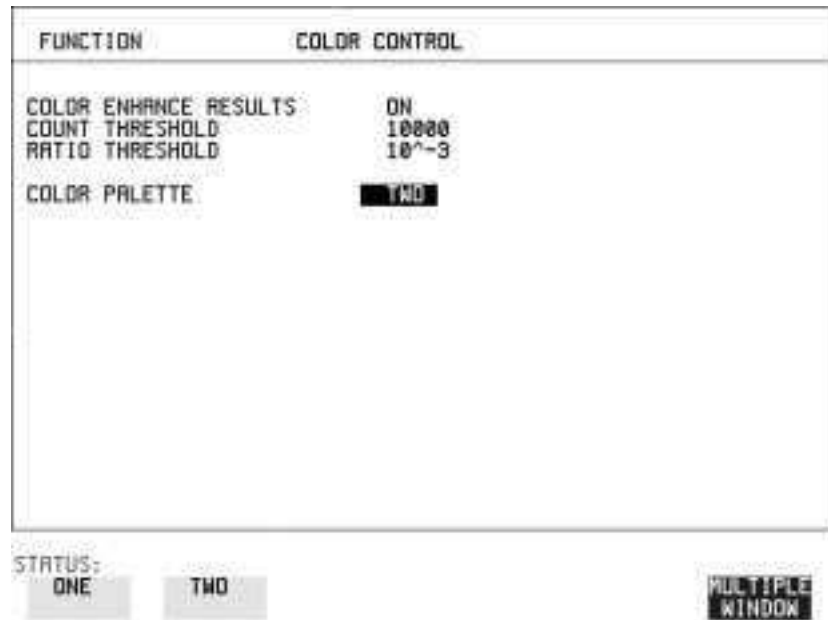 FUNCTION COLOR CONTROL
COLOR ENHANCE RESULTS ON
COUNT THRESHOLD 10000
RATIO THRESHOLD 10^-3
COLOR PALETTE TWO
STATUS:
ONE TWO MULTIPLE WINDOW